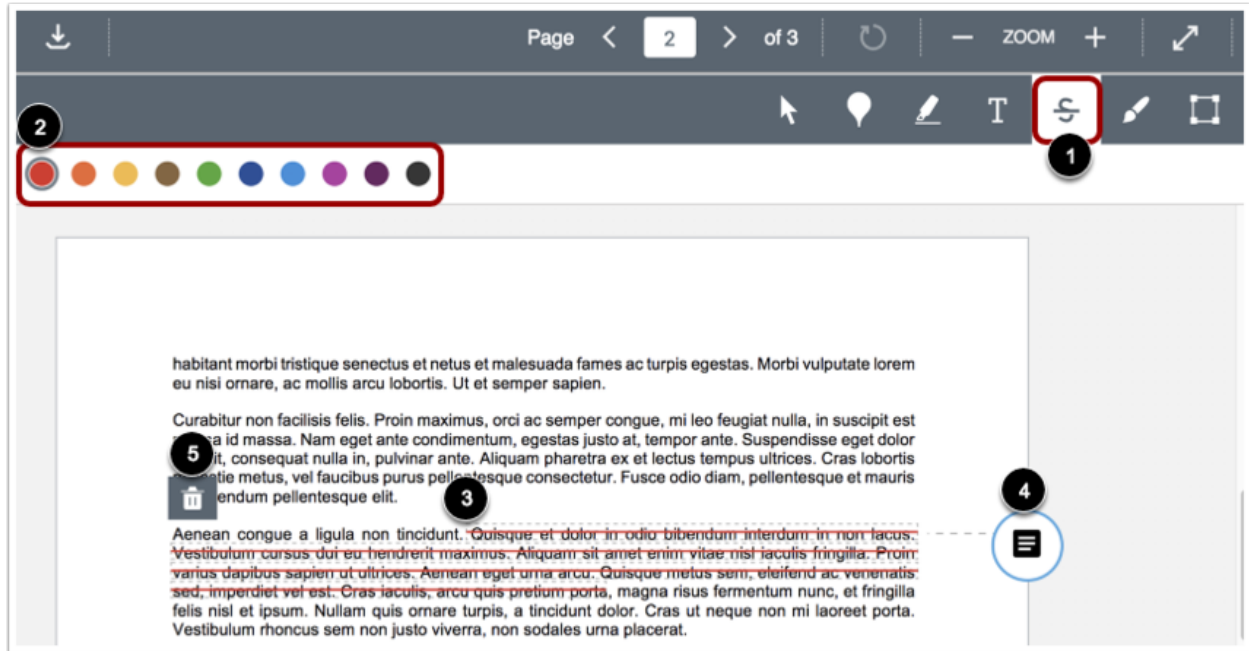 Page 2 of 3 ZOOM
T S
2
1
habitant morbi tristique senectus et netus et malesuada fames ac turpis egestas. Morbi vulputate lorem
eu nisi ornare, ac mollis arcu lobortis. Ut et semper sapien.
Curabitur non facilisis felis. Proin maximus, orci ac semper congue, mi leo feugiat nulla, in suscipit est
a id massa. Nam eget ante condimentum, egestas justo at, tempor ante. Suspendisse eget dolor
5
it, consequat nulla in, pulvinar ante. Aliquam pharetra ex et lectus tempus ultrices. Cras lobortis
tie metus, vel faucibus purus pellentesque consectetur. Fusce odio diam, pellentesque et mauris
endum pellentesque elit.
3
4
Aenean congue a ligula non tincidunt. Quisque et dolor in odio bibendum interdum in non lacus.
Vestibulum cursus dui eu hendrerit maximus. Aliquam sit amet enim vitae nisl iaculis fringilla. Proin
varius dapibus sapien ut ultrices. Aenean eget urna arcu. Quisque metus sem, eleifend ac venenatis
sed, imperdiet vel est. Cras iaculis, arcu quis pretium porta, magna risus fermentum nunc, et fringilla
felis nisl et ipsum. Nullam quis ornare turpis, a tincidunt dolor. Cras ut neque non mi laoreet porta.
Vestibulum rhoncus sem non justo viverra, non sodales urna placerat.